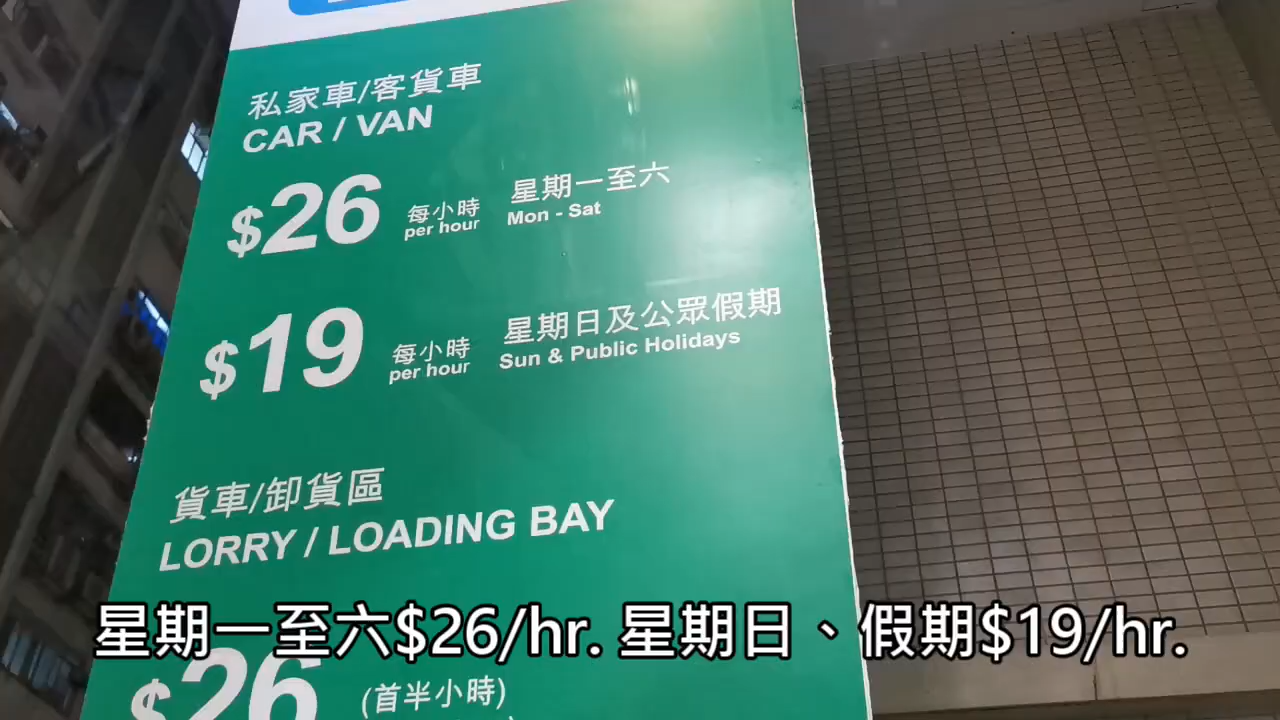 私家車/客貨車
CAR / VAN
$26 每小時 星期一至六
per hour Mon - Sat
$19 每小時 星期日及公眾假期
per hour Sun & Public Holidays
貨車/卸貨區
LORRY / LOADING BAY
星期一至六$26/hr. 星期日、假期$19/hr.
$26 (首半小時)